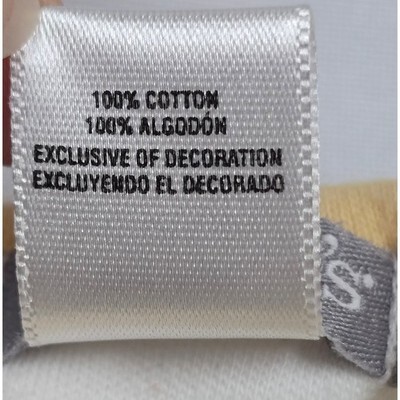 100% COTTON
100% ALGODÓN
EXCLUSIVE OF DECORATION
EXCLUYENDO EL DECORADO
'S